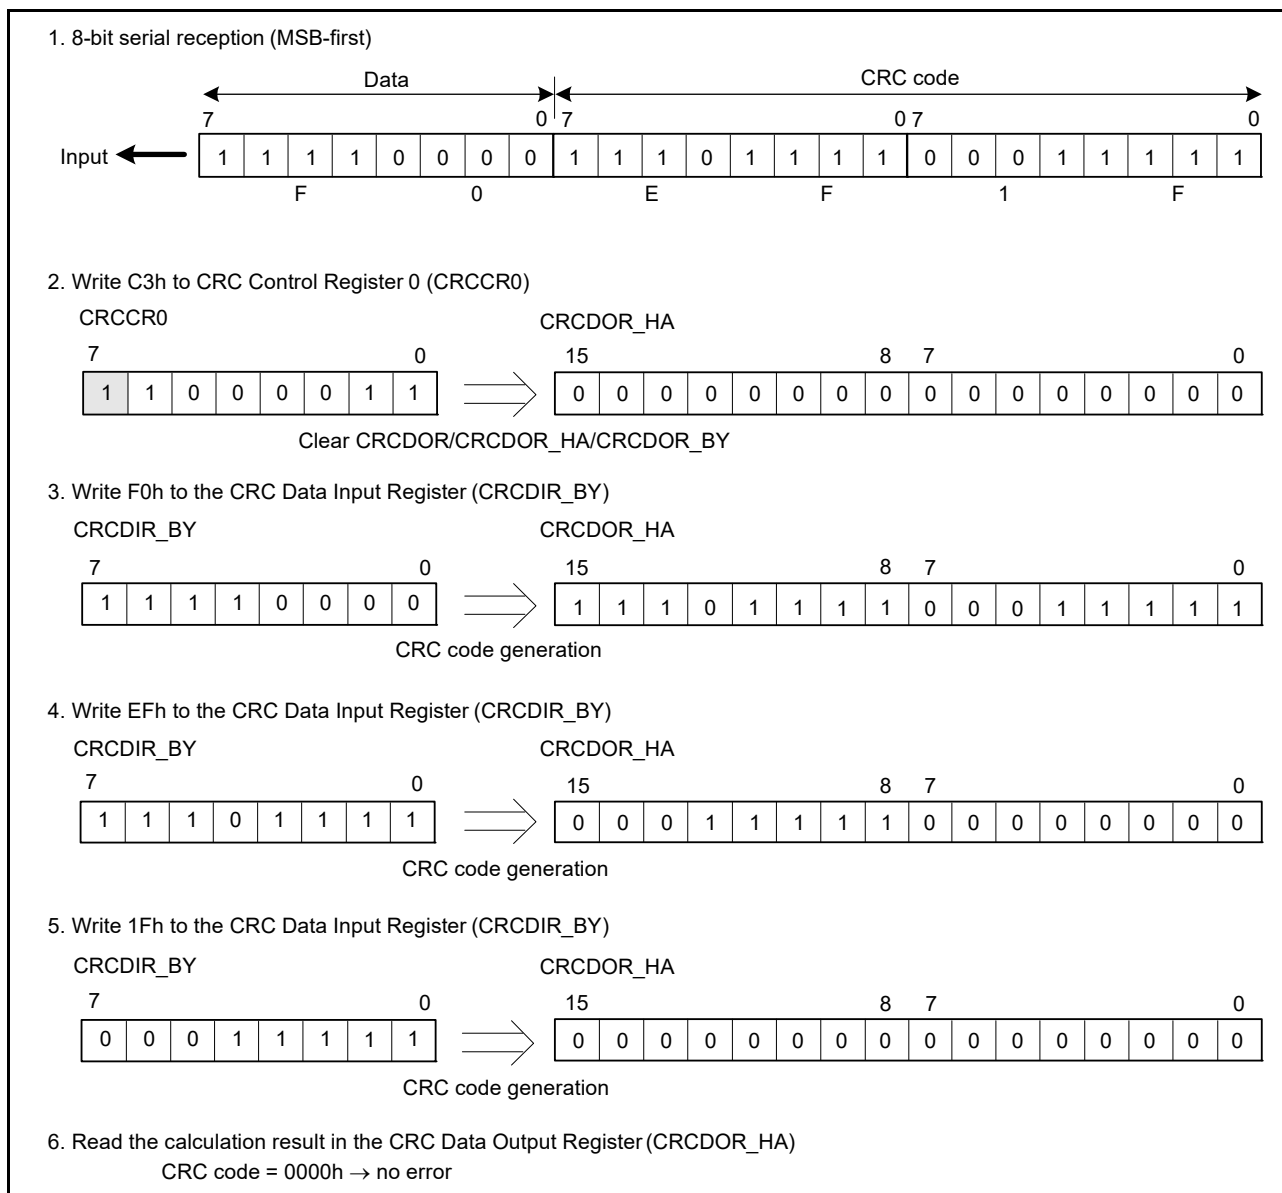 1. 8-bit serial reception (MSB-first)
Data CRC code
7 0 7 0 7 0
Input 1 1 1 1 0 0 0 0 1 1 1 0 1 1 1 1 0 0 0 1 1 1 1 1
F 0 E F 1 F
2. Write C3h to CRC Control Register 0 (CRCCR0)
CRCCR0 CRCDOR_HA
7 0 15 8 7 0
1 1 0 0 0 0 1 1 0 0 0 0 0 0 0 0 0 0 0 0 0 0 0 0
Clear CRCDOR/CRCDOR_HA/CRCDOR_BY
3. Write F0h to the CRC Data Input Register (CRCDIR_BY)
CRCDIR_BY CRCDOR_HA
7 0 15 8 7 0
1 1 1 1 0 0 0 0 1 1 1 0 1 1 1 1 0 0 0 1 1 1 1 1
CRC code generation
4. Write EFh to the CRC Data Input Register (CRCDIR_BY)
CRCDIR_BY CRCDOR_HA
7 0 15 8 7 0
1 1 1 0 1 1 1 1 0 0 0 1 1 1 1 1 0 0 0 0 0 0 0 0
CRC code generation
5. Write 1Fh to the CRC Data Input Register (CRCDIR_BY)
CRCDIR_BY CRCDOR_HA
7 0 15 8 7 0
0 0 0 1 1 1 1 1 0 0 0 0 0 0 0 0 0 0 0 0 0 0 0 0
CRC code generation
6. Read the calculation result in the CRC Data Output Register (CRCDOR_HA)
CRC code = 0000h → no error